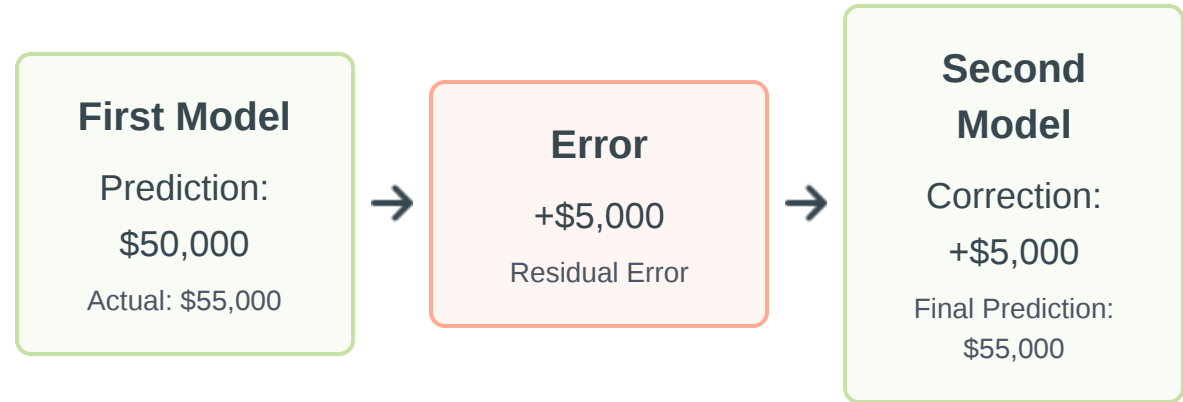 First Model
Prediction:
$50,000
Actual: $55,000
Error
+$5,000
Residual Error
Second
Model
Correction:
+$5,000
Final Prediction:
$55,000